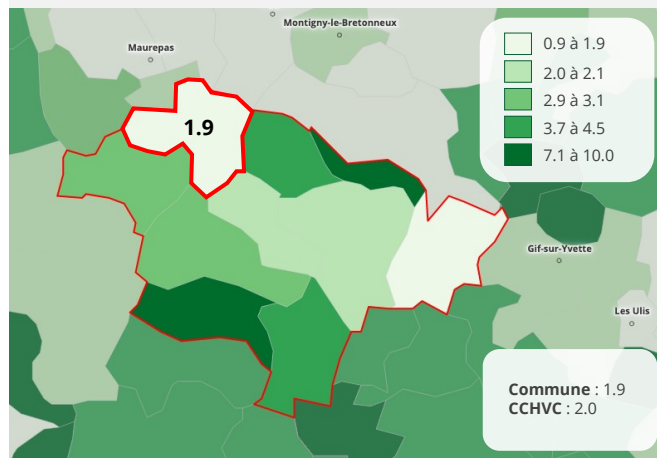 Montigny-le-Bretonneux
Maurepas
0.9 à 1.9
2.0 à 2.1
2.9 à 3.1
3.7 à 4.5
7.1 à 10.0
1.9
Gif-sur-Yvette
Les Ulis
Commune : 1.9
CCHVC : 2.0